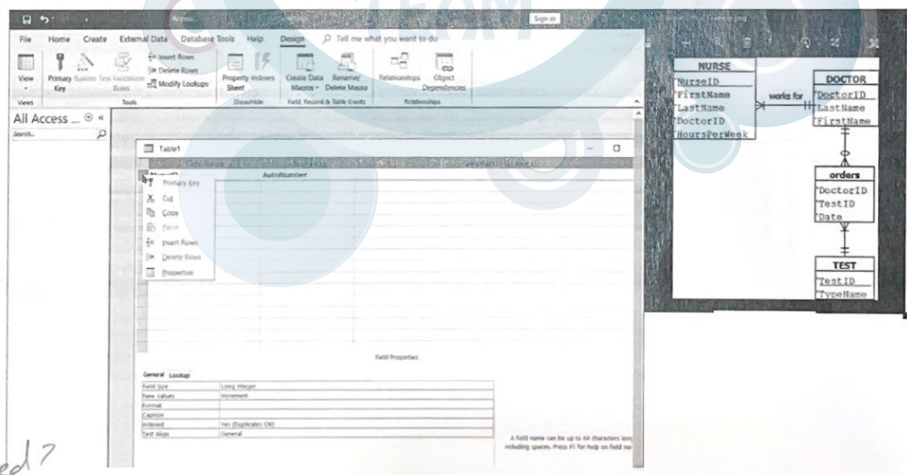 TEAM
Access
Sign in
File Home Create External Data Database Tools Help Design Tell me what you want to do
View
Primary Key
Builder
Test Validation Rules
Insert Rows
Delete Rows
Modify Lookups
Property Sheet
Indexes
Create Data Macros
Rename/Delete Macro
Relationships
Object Dependencies
Views
Tools
Show/Hide
Field, Record & Table Events
Relationships
All Access ...
Search...
Table1
AutoNumber
Primary Key
Cut
Copy
Paste
Insert Rows
Delete Rows
Properties
Field Properties
General Lookup
Field Size Long Integer
New Values Increment
Format
Caption
Indexed Yes (Duplicates OK)
Text Align General
A field name can be up to 64 characters long,
including spaces. Press F1 for help on field
NURSE
NurseID
FirstName
LastName
DoctorID
HoursPerWeek
works for
DOCTOR
DoctorID
LastName
FirstName
orders
DoctorID
TestID
Date
TEST
TestID
TypeName